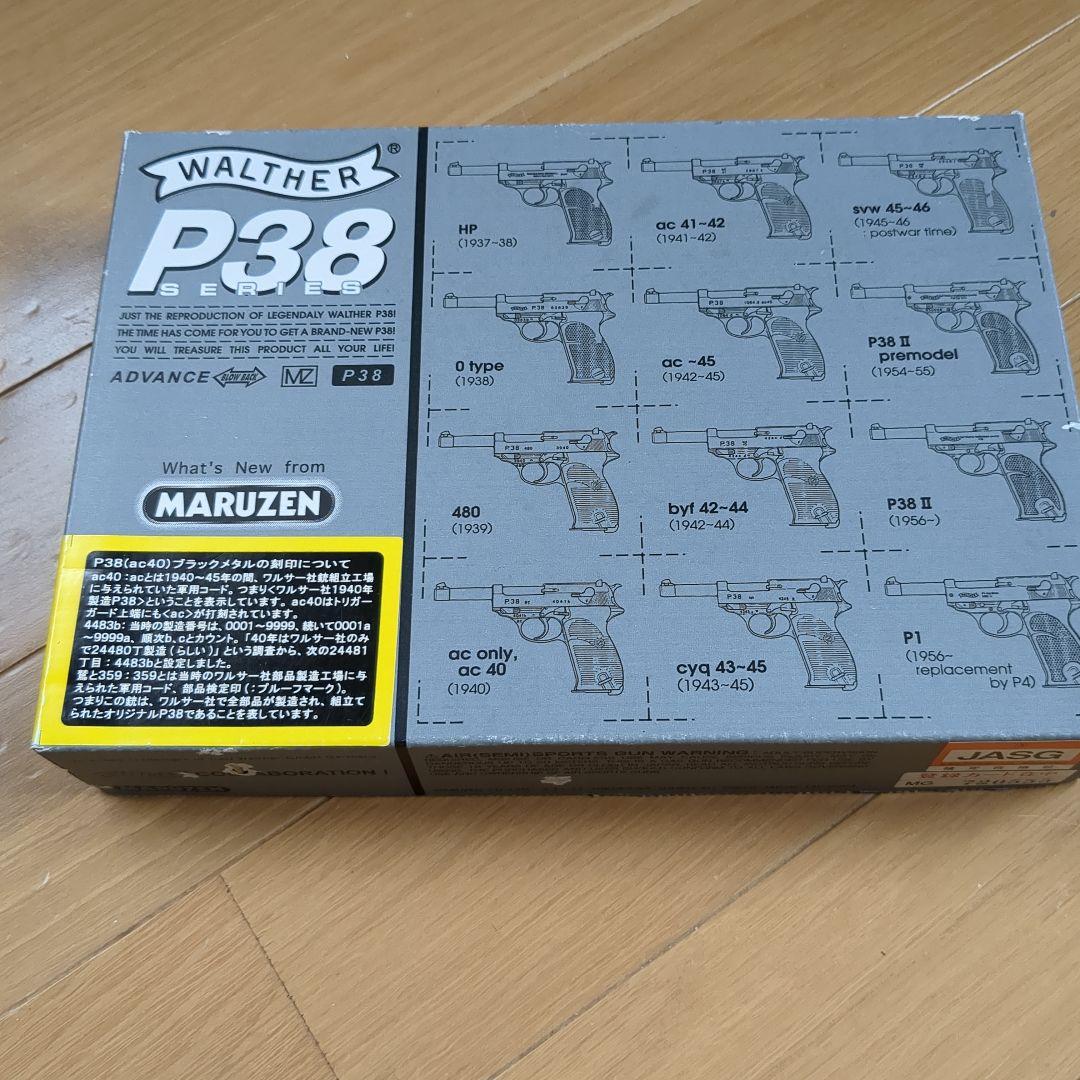 WALTHER®
P38
SERIES
JUST THE REPRODUCTION OF LEGENDALY WALTHER P38!
THE TIME HAS COME FOR YOU TO GET A BRAND-NEW P38!
YOU WILL TREASURE THIS PRODUCT ALL YOUR LIFE!
ADVANCE BLOW BACK MZ P38
What's New from
MARUZEN
P38(ac40)ブラックメタルの刻印について
ac40:acとは1940~45年の間、ワルサー社銃組立工場
に与えられていた軍用コード。つまり<ワルサー社1940年
製造P38>ということを表示しています。ac40はトリガー
ガード上端にも<ac>が打刻されています。
4483b:当時の製造番号は、0001~9999、続いて0001a
~9999a、順次b、cとカウント。「40年はワルサー社のみ
で24480丁製造(らしい)」という調査から、次の24481
丁目:4483bと設定しました。
鷲と359:359とは当時のワルサー社部品製造工場に与
えられた軍用コード、部品検定印(:プルーフマーク)。
つまりこの銃は、ワルサー社で全部品が製造され、組立て
られたオリジナルP38であることを表しています。
HP
(1937~38)
ac 41~42
(1941~42)
svw 45~46
(1945~46
: postwar time)
0 type
(1938)
ac ~45
(1942~45)
P38 II
premodel
(1954~55)
480
(1939)
byf 42~44
(1942~44)
P38 II
(1956~)
ac only,
ac 40
(1940)
cyq 43~45
(1943~45)
P1
(1956~
replacement
by P4)
AIR(SEMI)SPORTS GUN WARNING:
JASG
MG